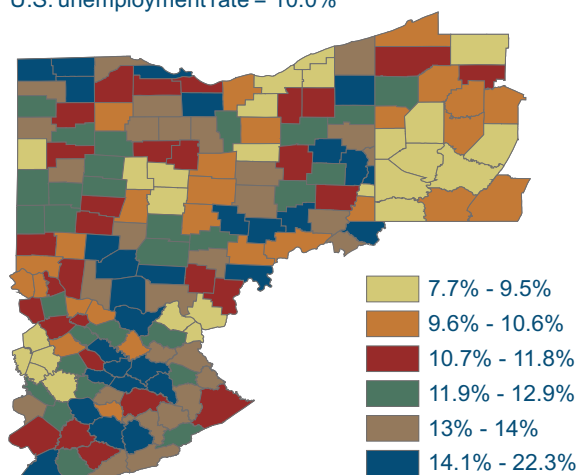 U.S. unemployment rate = 10.0%
7.7% - 9.5%
9.6% - 10.6%
10.7% - 11.8%
11.9% - 12.9%
13% - 14%
14.1% - 22.3%